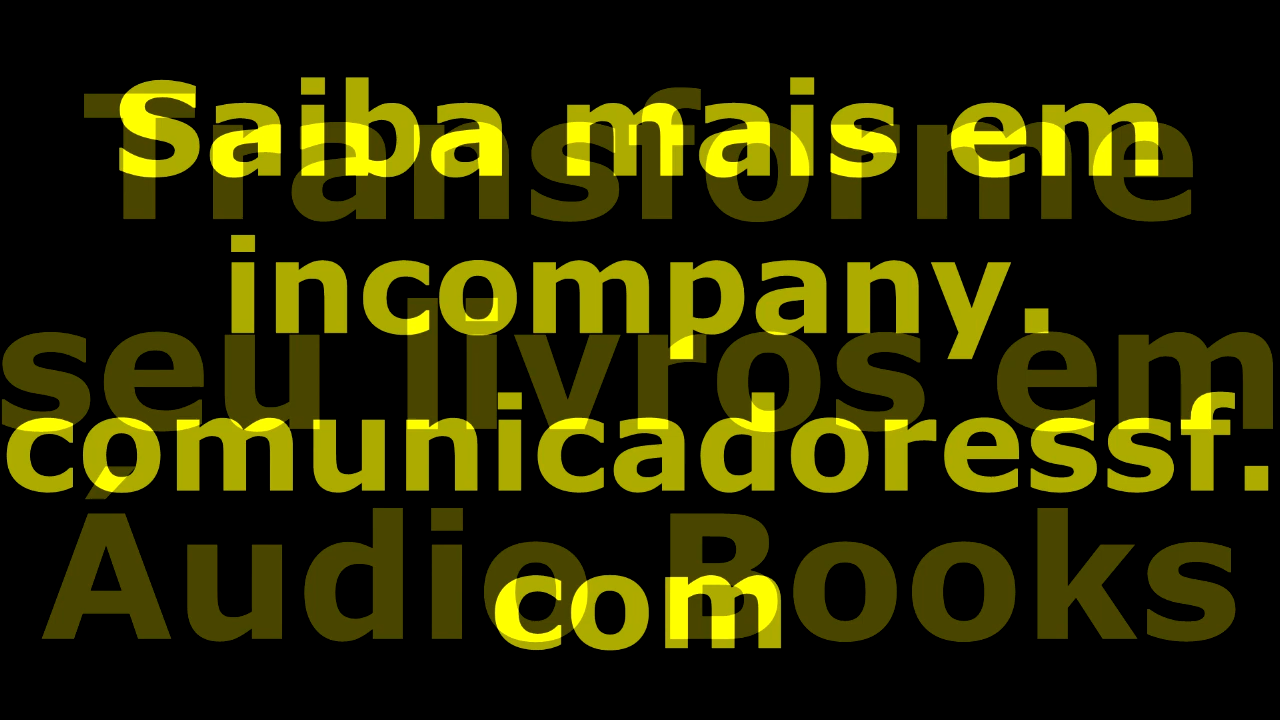 Saiba mais em
incompany.
comunicadoressf.
com
Transforme
seu livros em
Áudio Books